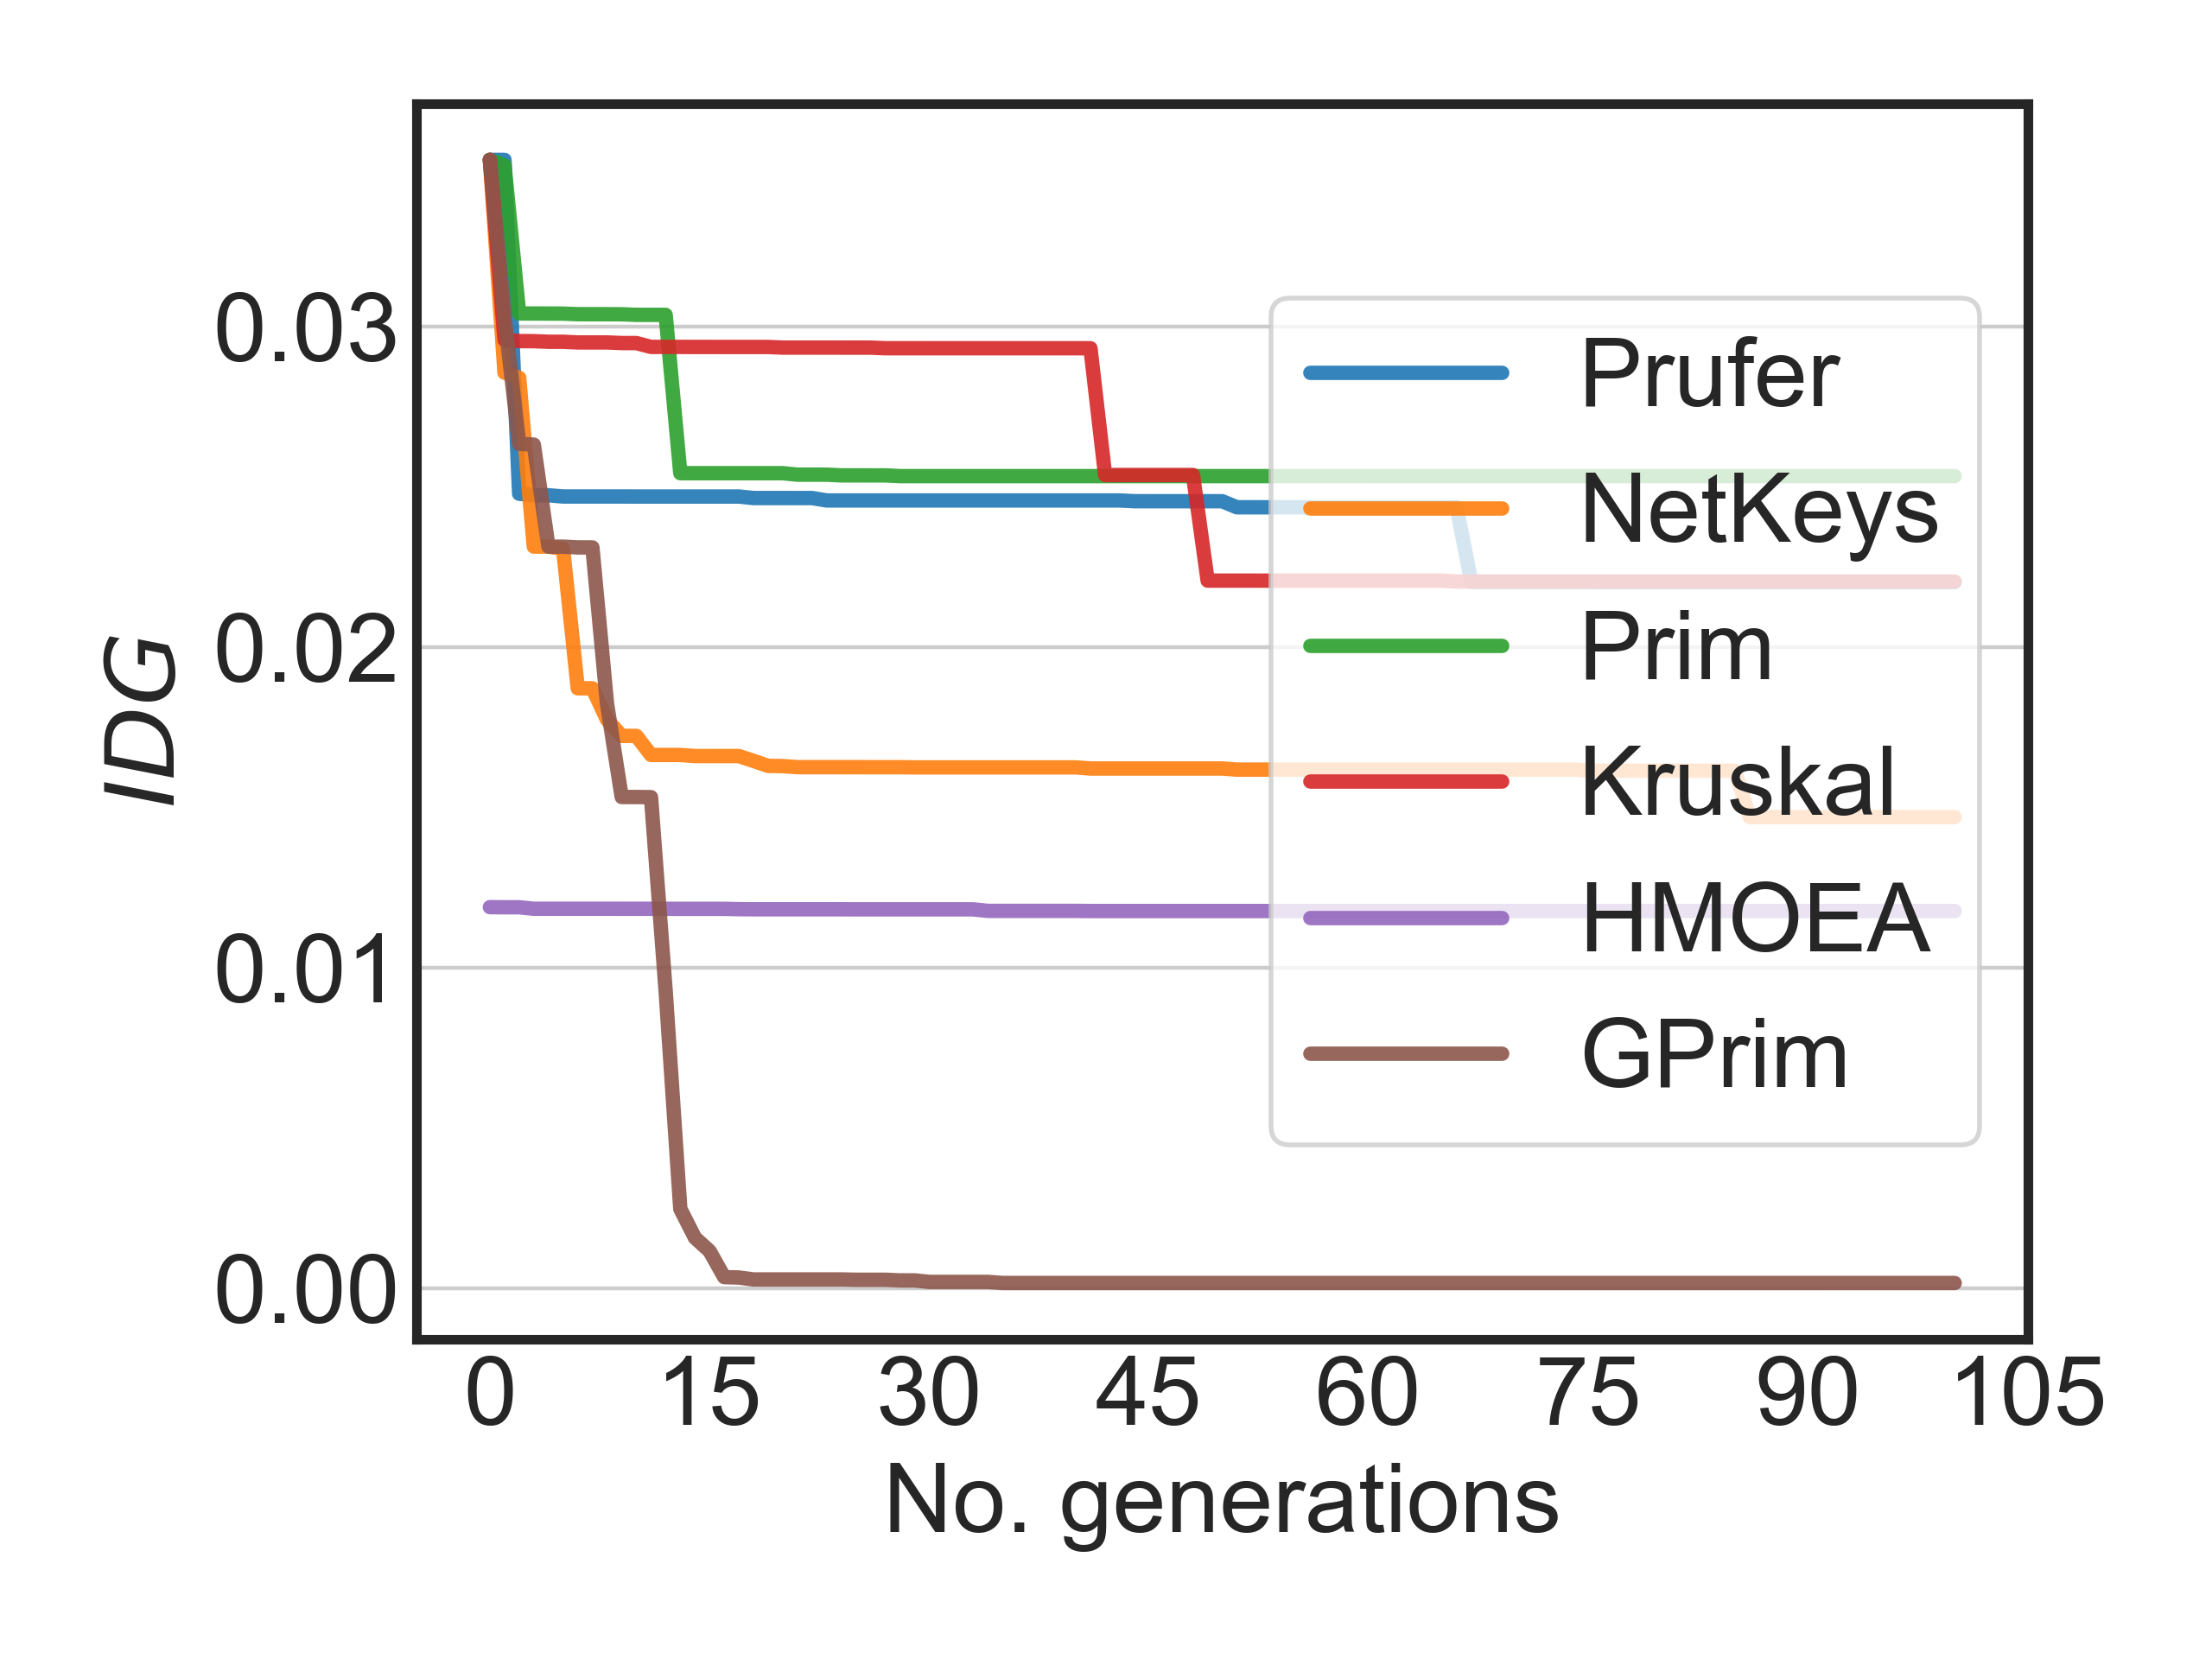 IDG
0.03
0.02
0.01
0.00
Prufer
NetKeys
Prim
Kruskal
HMOEA
GPrim
0 15 30 45 60 75 90 105
No. generations